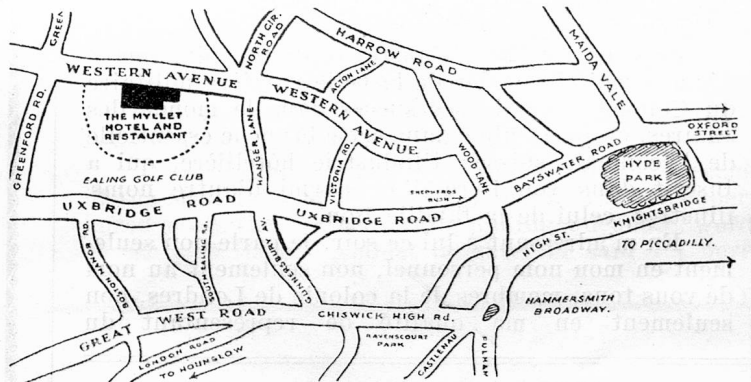 GREEN
NORTH CIR.
ROAD
HARROW ROAD
MAIDA VALE
WESTERN AVENUE
ACTON LANE
GREENFORD RD.
THE MYLLET
HOTEL AND
RESTAURANT
WESTERN AVENUE
OXFORD
STREET
HANGER LANE
VICTORIA RD.
WOOD LANE
BAYSWATER ROAD
HYDE
PARK
EALING GOLF CLUB
SHEPHERDS
BUSH
UXBRIDGE ROAD
UXBRIDGE ROAD
KNIGHTSBRIDGE
HIGH ST.
TO PICCADILLY.
BOSTON MANOR RD.
SOUTH EALING RD.
GUNNERSBURY AV.
HAMMERSMITH
BROADWAY.
GREAT WEST ROAD
CHISWICK HIGH Rd.
RAVENSCOURT
PARK
CASTLENAU
FULHAM
LONDON ROAD
TO HOUNSLOW